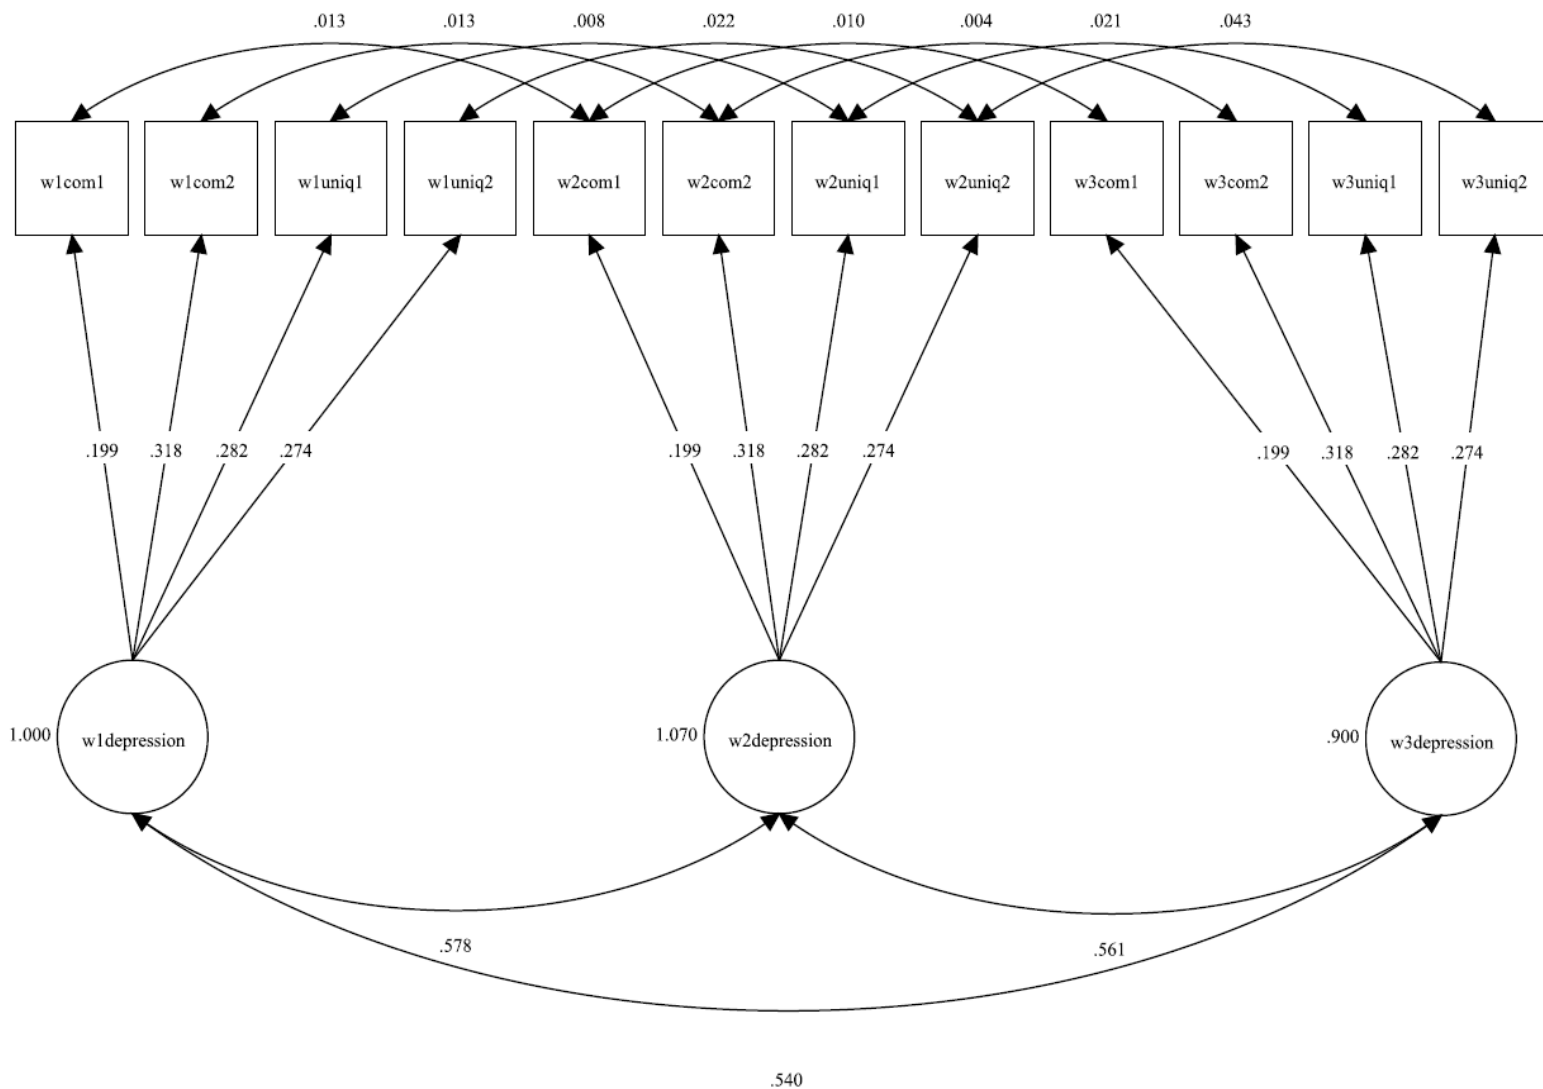 .013 .013 .008 .022 .010 .004 .021 .043
w1com1 w1com2 w1uniq1 w1uniq2 w2com1 w2com2 w2uniq1 w2uniq2 w3com1 w3com2 w3uniq1 w3uniq2
.199 .318 .282 .274 .199 .318 .282 .274 .199 .318 .282 .274
1.000 w1depression 1.070 w2depression .900 w3depression
.578 .561
.540